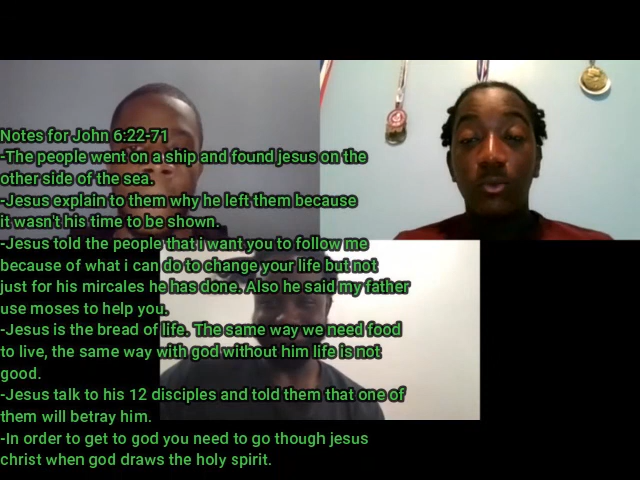 Notes for John 6:22-71
-The people went on a ship and found jesus on the
other side of the sea.
-Jesus explain to them why he left them because
it wasn't his time to be shown.
-Jesus told the people that i want you to follow me
because of what i can do to change your life but not
just for his mircales he has done. Also he said my father
use moses to help you.
-Jesus is the bread of life. The same way we need food
to live, the same way with god without him life is not
good.
-Jesus talk to his 12 disciples and told them that one of
them will betray him.
-In order to get to god you need to go though jesus
christ when god draws the holy spirit.